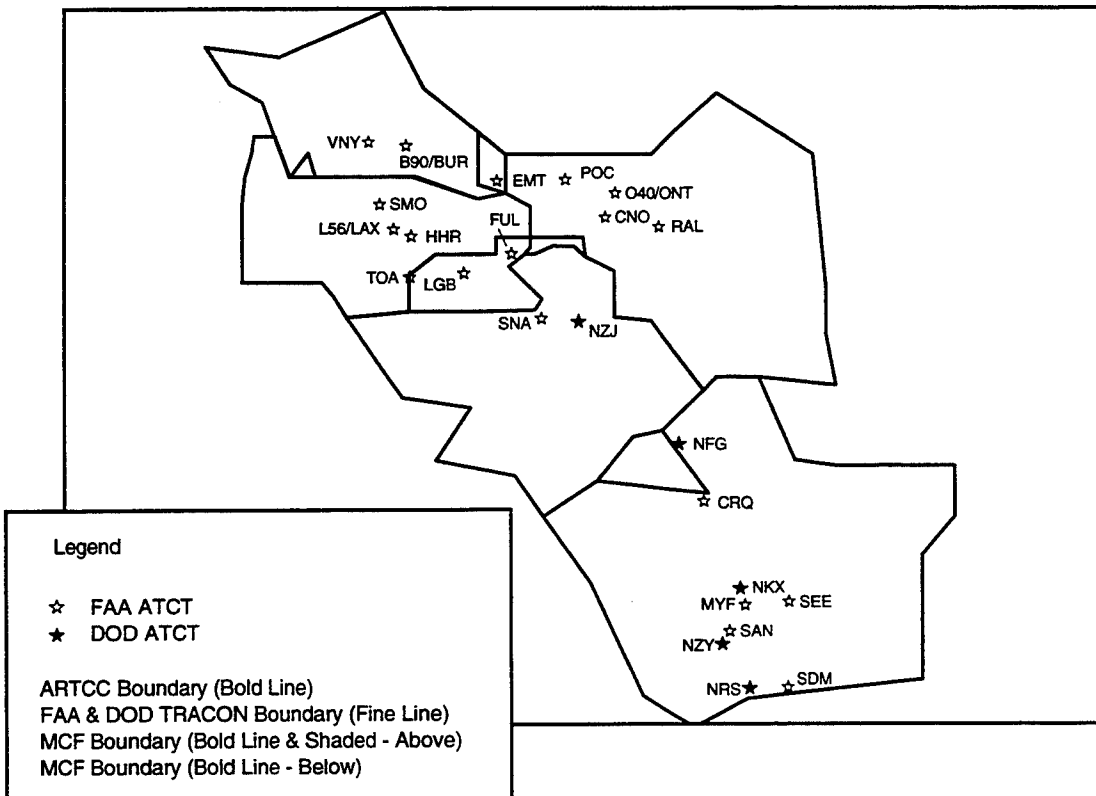 VNY
B90/BUR
EMT
POC
O40/ONT
SMO
CNO
RAL
FUL
L56/LAX
HHR
TOA
LGB
SNA
NZJ
NFG
CRQ
NKX
MYF
SEE
SAN
NZY
NRS
SDM
Legend
FAA ATCT
DOD ATCT
ARTCC Boundary (Bold Line)
FAA & DOD TRACON Boundary (Fine Line)
MCF Boundary (Bold Line & Shaded - Above)
MCF Boundary (Bold Line - Below)